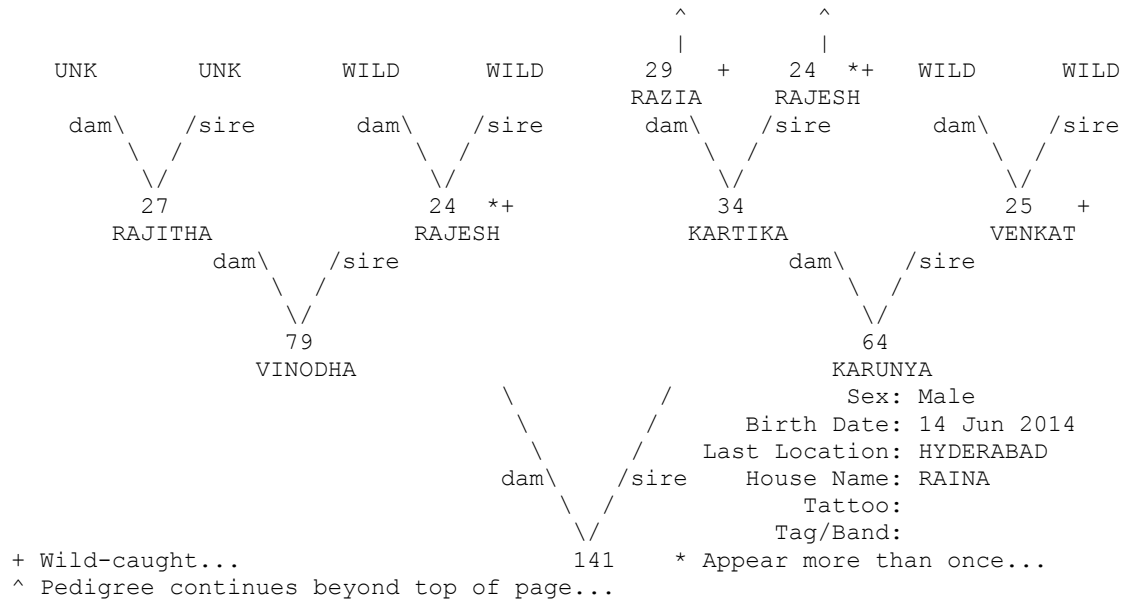 ^ ^
| |
UNK UNK WILD WILD 29 + 24 *+ WILD WILD
RAZIA RAJESH
dam\ /sire dam\ /sire dam\ /sire dam\ /sire
\ / \ / \ / \ /
\/ \/ \/ \/
27 24 *+ 34 25 +
RAJITHA RAJESH KARTIKA VENKAT
dam\ /sire dam\ /sire
\ / \ /
\/ \/
79 64
VINODHA KARUNYA
\ / Sex: Male
\ / Birth Date: 14 Jun 2014
\ / Last Location: HYDERABAD
dam\ /sire House Name: RAINA
\ / Tattoo:
\/ Tag/Band:
+ Wild-caught... 141 * Appear more than once...
^ Pedigree continues beyond top of page...